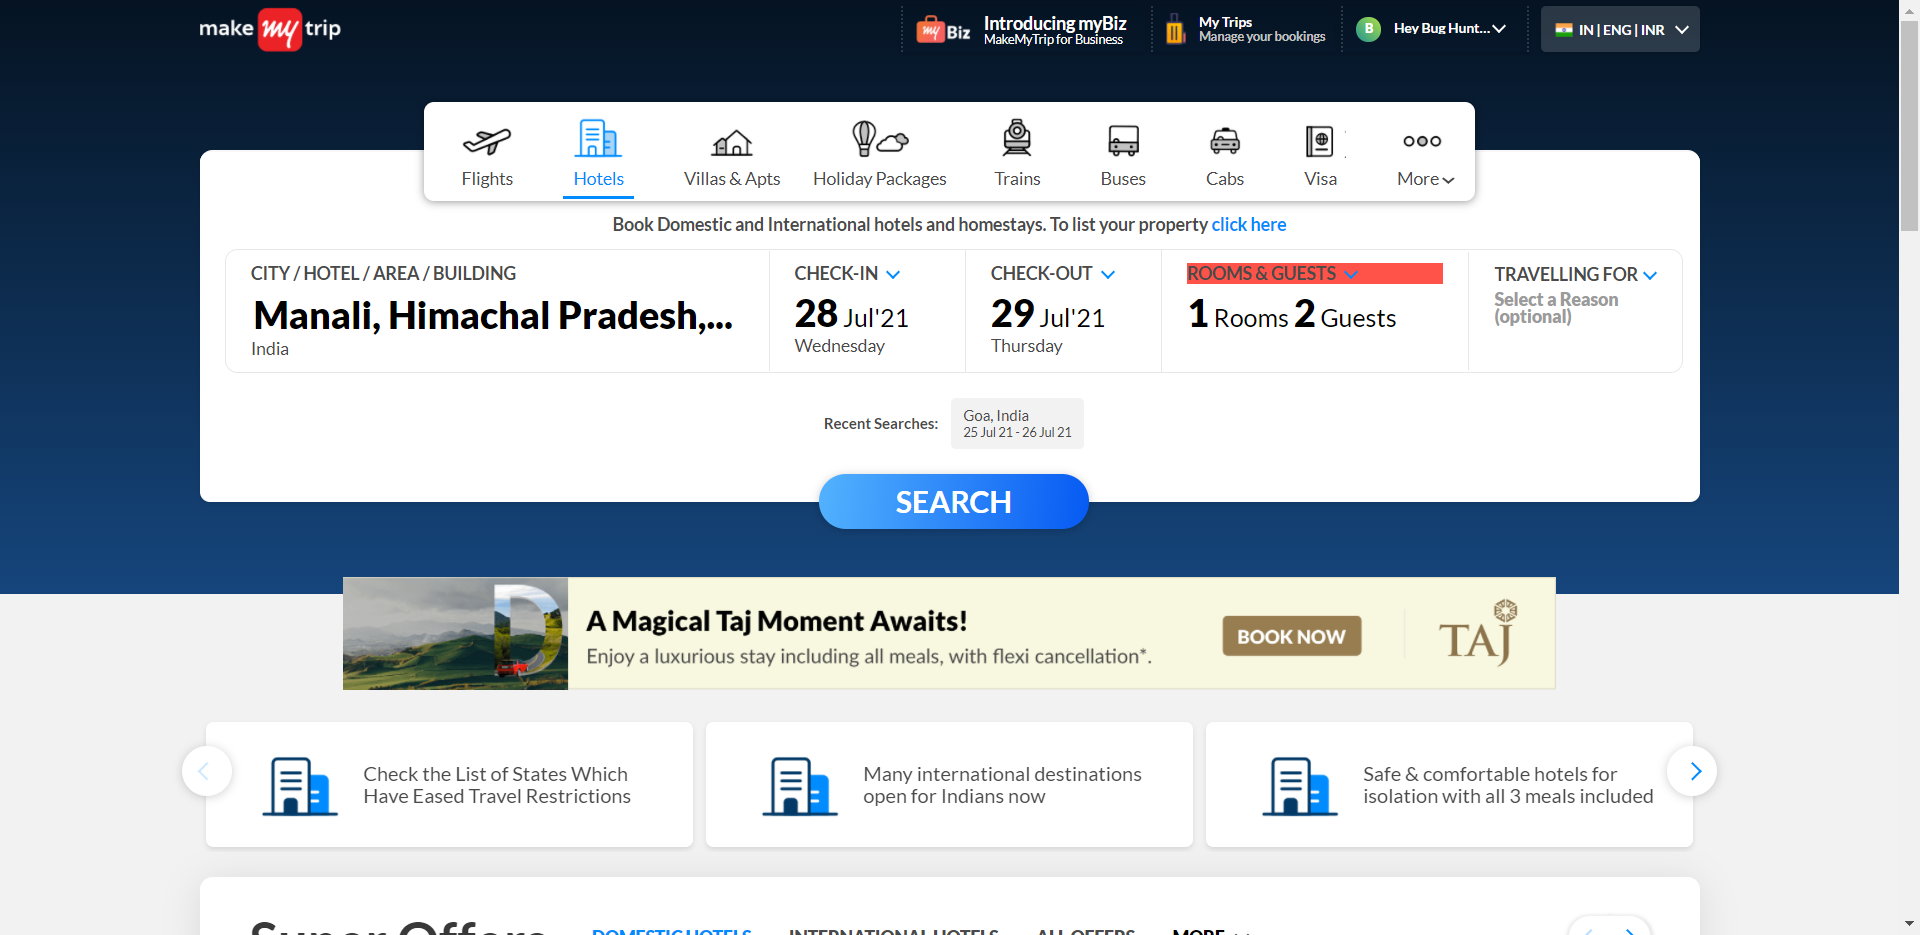 make my trip
my Biz
Introducing myBiz
MakeMyTrip for Business
My Trips
Manage your bookings
B
Hey Bug Hunt...
IN | ENG | INR
Flights
Hotels
Villas & Apts
Holiday Packages
Trains
Buses
Cabs
Visa
More
Book Domestic and International hotels and homestays. To list your property click here
CITY / HOTEL / AREA / BUILDING
Manali, Himachal Pradesh,...
India
CHECK-IN
28 Jul'21
Wednesday
CHECK-OUT
29 Jul'21
Thursday
ROOMS & GUESTS
1 Rooms 2 Guests
TRAVELLING FOR
Select a Reason
(optional)
Recent Searches:
Goa, India
25 Jul 21 - 26 Jul 21
SEARCH
D
A Magical Taj Moment Awaits!
Enjoy a luxurious stay including all meals, with flexi cancellation*.
BOOK NOW
TAJ
Check the List of States Which
Have Eased Travel Restrictions
Many international destinations
open for Indians now
Safe & comfortable hotels for
isolation with all 3 meals included
Super Offers
DOMESTIC HOTELS
INTERNATIONAL HOTELS
ALL OFFERS
MORE